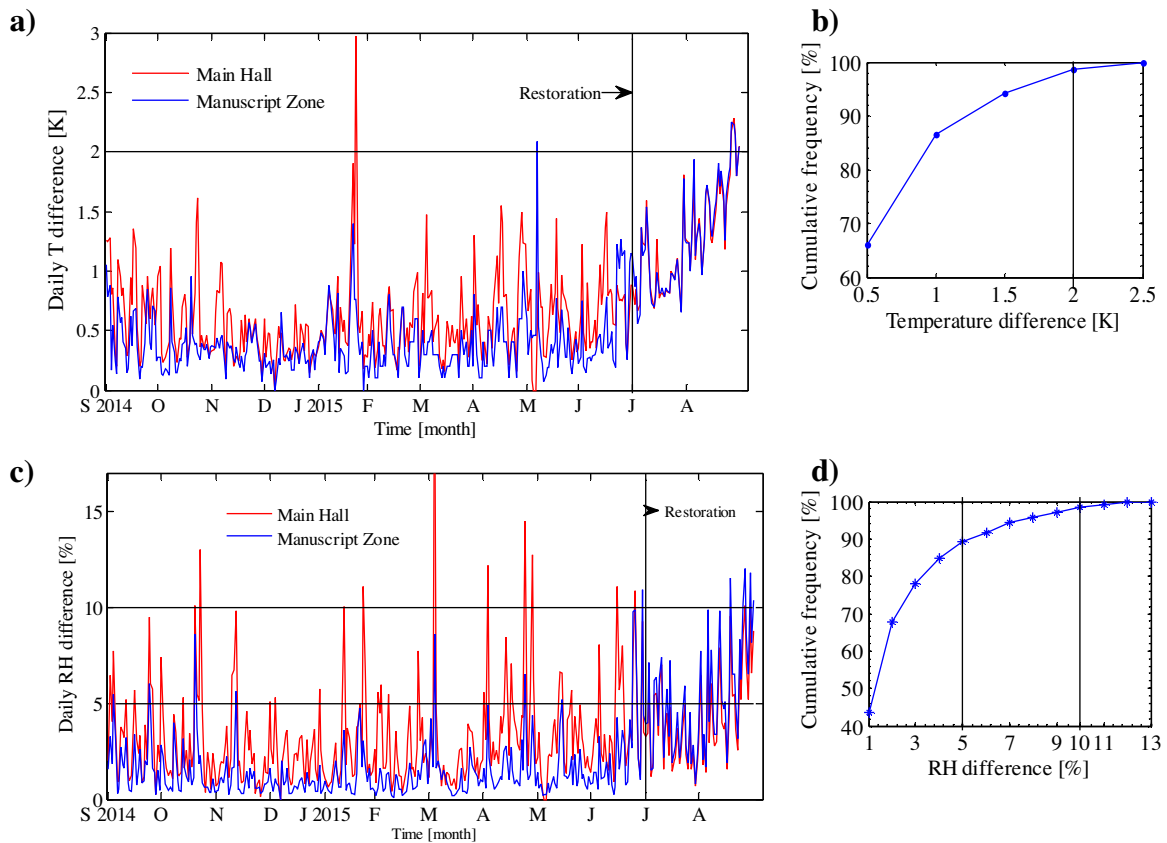 a)
3
2.5
2
1.5
1
0.5
0
Daily T difference [K]
Main Hall
Manuscript Zone
Restoration
S 2014 O N D J 2015 F M A M J J A
Time [month]
b)
100
90
80
70
60
Cumulative frequency [%]
0.5 1 1.5 2 2.5
Temperature difference [K]
c)
15
10
5
0
Daily RH difference [%]
Main Hall
Manuscript Zone
Restoration
S 2014 O N D J 2015 F M A M J J A
Time [month]
d)
100
90
80
70
60
50
40
Cumulative frequency [%]
1 3 5 7 9 10 11 13
RH difference [%]